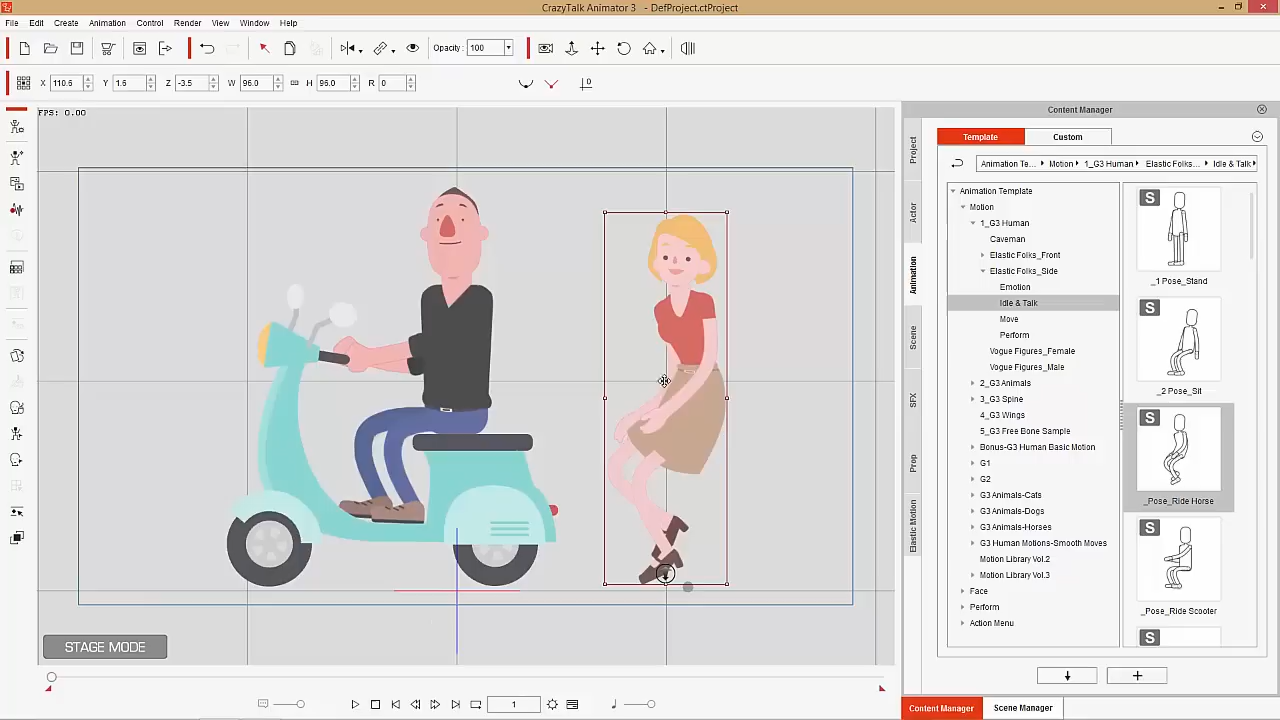 CrazyTalk Animator 3 - DefProject.ctProject
File Edit Create Animation Control Render View Window Help
Opacity : 100
X 110.6 Y 1.6 Z -3.5 W 96.0 H 96.0 R 0
FPS: 0.00
Content Manager
Template Custom
Animation Te... Motion 1_G3 Human Elastic Folks... Idle & Talk
Project
Actor
Animation
Scene
SFX
Prop
Elastic Motion
Animation Template
Motion
1_G3 Human
Caveman
Elastic Folks_Front
Elastic Folks_Side
Emotion
Idle & Talk
Move
Perform
Vogue Figures_Female
Vogue Figures_Male
2_G3 Animals
3_G3 Spine
4_G3 Wings
5_G3 Free Bone Sample
Bonus-G3 Human Basic Motion
G1
G2
G3 Animals-Cats
G3 Animals-Dogs
G3 Animals-Horses
G3 Human Motions-Smooth Moves
Motion Library Vol.2
Motion Library Vol.3
Face
Perform
Action Menu
S
_1 Pose_Stand
S
_2 Pose_Sit
S
_Pose_Ride Horse
S
_Pose_Ride Scooter
S
STAGE MODE
1
Content Manager Scene Manager